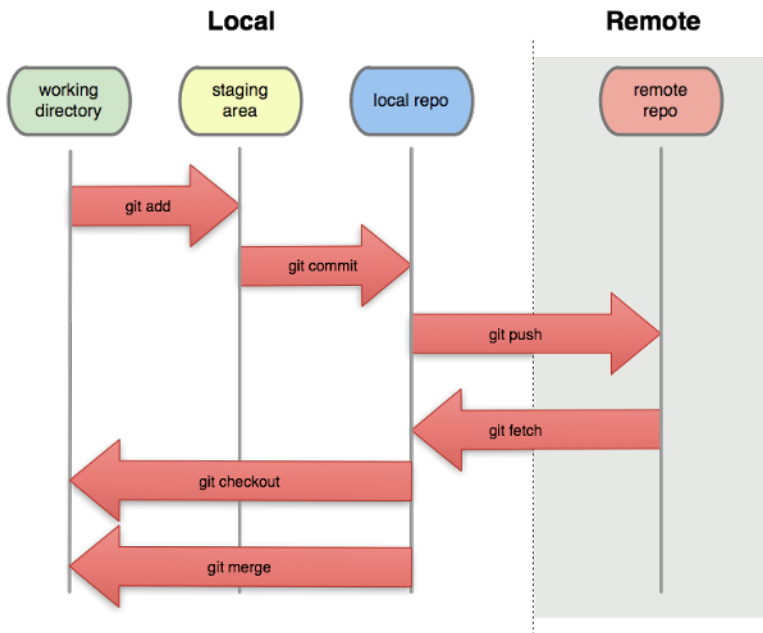 Local
Remote
working
directory
staging
area
local repo
remote
repo
git add
git commit
git push
git fetch
git checkout
git merge